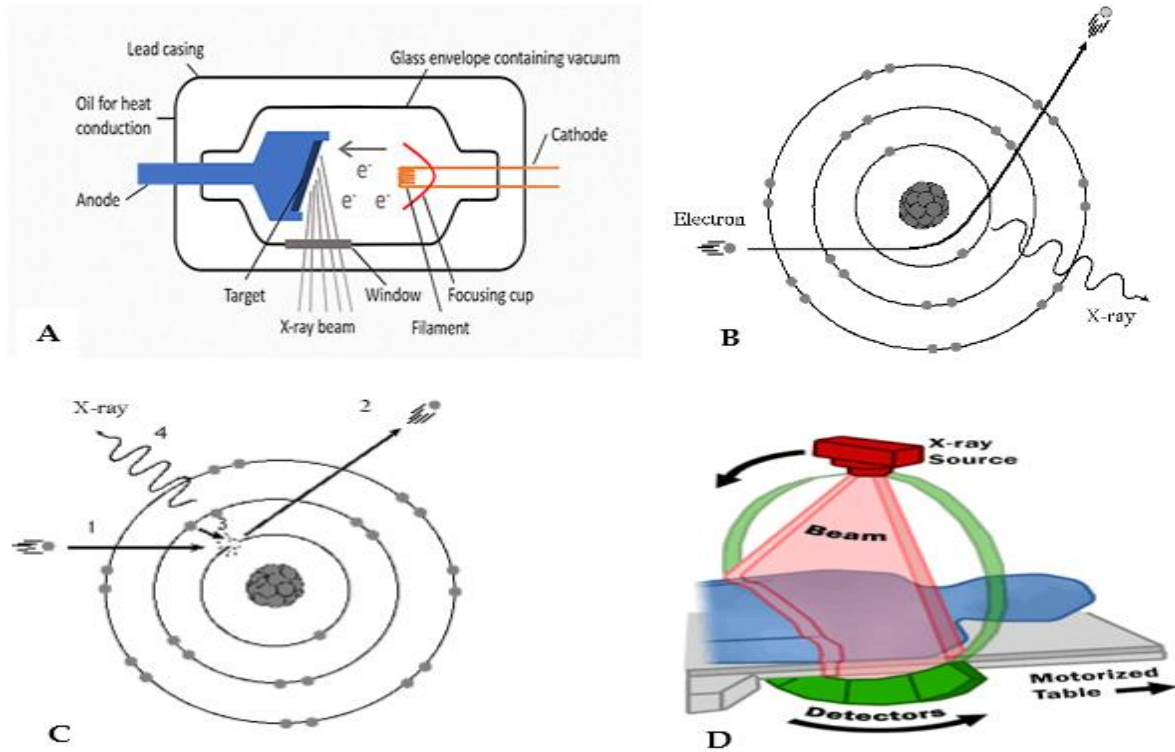 Lead casing
Glass envelope containing vacuum
Oil for heat
conduction
Cathode
e-
e-
e-
Anode
Target
Window
Focusing cup
X-ray beam
Filament
A
Electron
X-ray
B
X-ray
4
2
1
3
C
X-ray
Source
Beam
Motorized
Table
Detectors
D